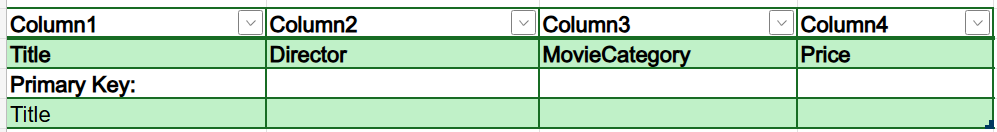 Column1 Column2 Column3 Column4
Title Director MovieCategory Price
Primary Key:
Title